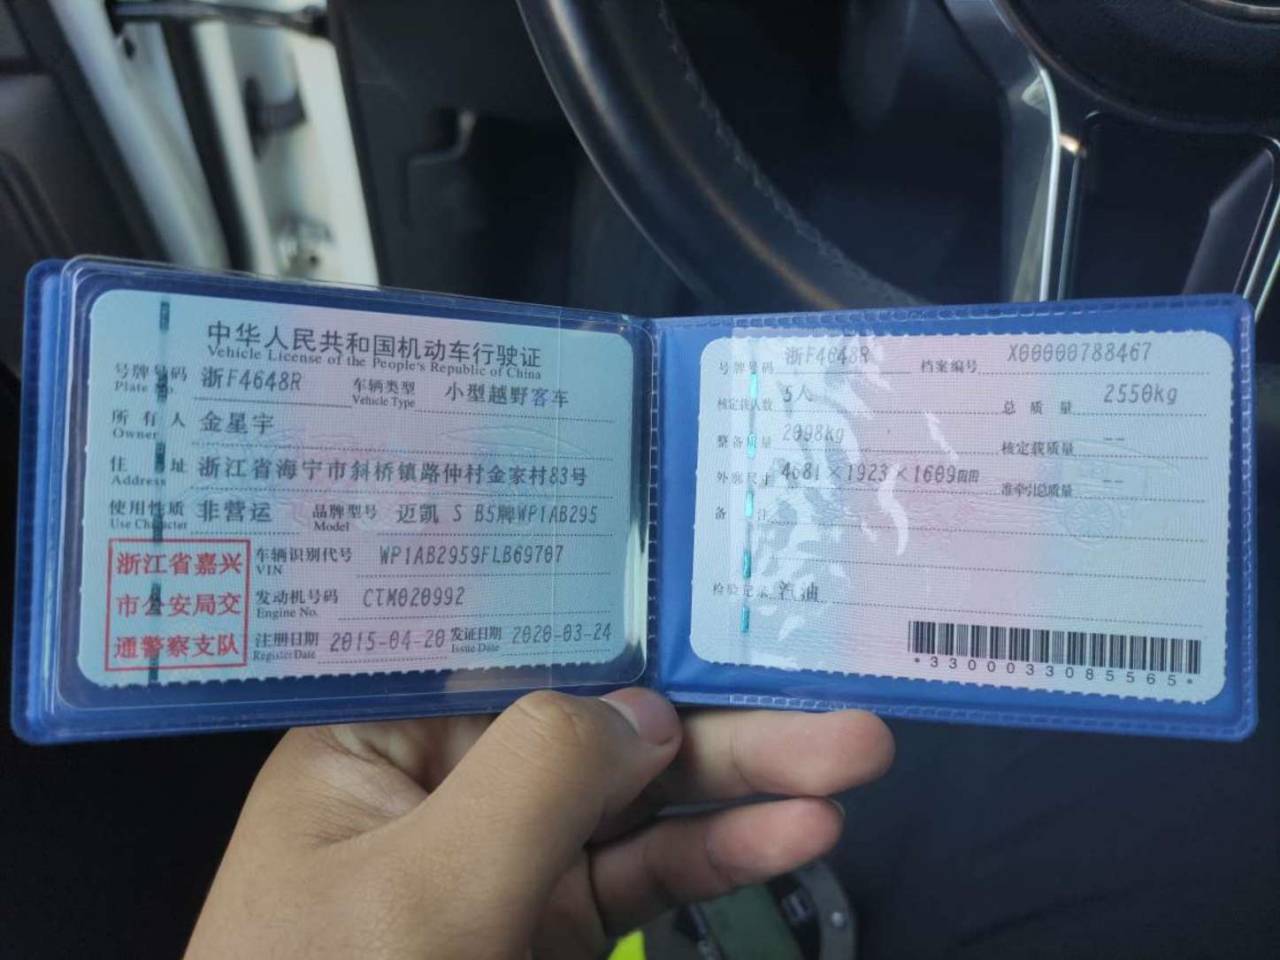 中华人民共和国机动车行驶证
Vehicle License of the People's Republic of China
号牌号码 浙F4648R 车辆类型 小型越野客车
Plate No. Vehicle Type
所有人 金星宇
Owner
住址 浙江省海宁市斜桥镇路仲村金家村83号
Address
使用性质 非营运 品牌型号 迈凯 S B5牌WP1AB295
Use Character Model
浙江省嘉兴
市公安局交
通警察支队
车辆识别代号 WP1AB2959FLB69707
VIN
发动机号码 CTM020992
Engine No.
注册日期 2015-04-20 发证日期 2020-03-24
Register Date Issue Date
号牌号码 浙F4648R 档案编号 X00000788467
核定载人数 5人 总质量 2550kg
整备质量 2098kg 核定载质量 --
外廓尺寸 4681×1923×1609 准牵引总质量 --
备注
检验记录 汽油
*3300033085565*